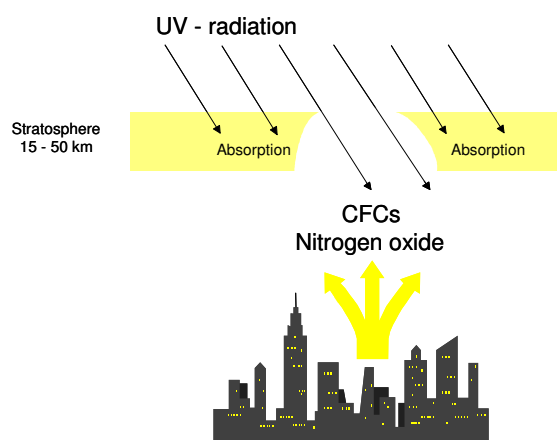 UV - radiation
Stratosphere
15 - 50 km
Absorption
Absorption
CFCs
Nitrogen oxide